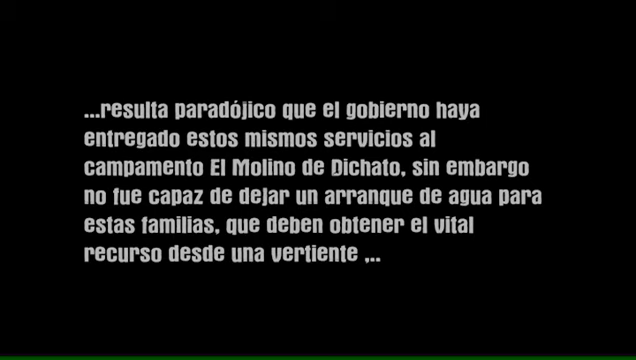 ...resulta paradójico que el gobierno haya
entregado estos mismos servicios al
campamento El Molino de Dichato, sin embargo
no fue capaz de dejar un arranque de agua para
estas familias, que deben obtener el vital
recurso desde una vertiente ,..